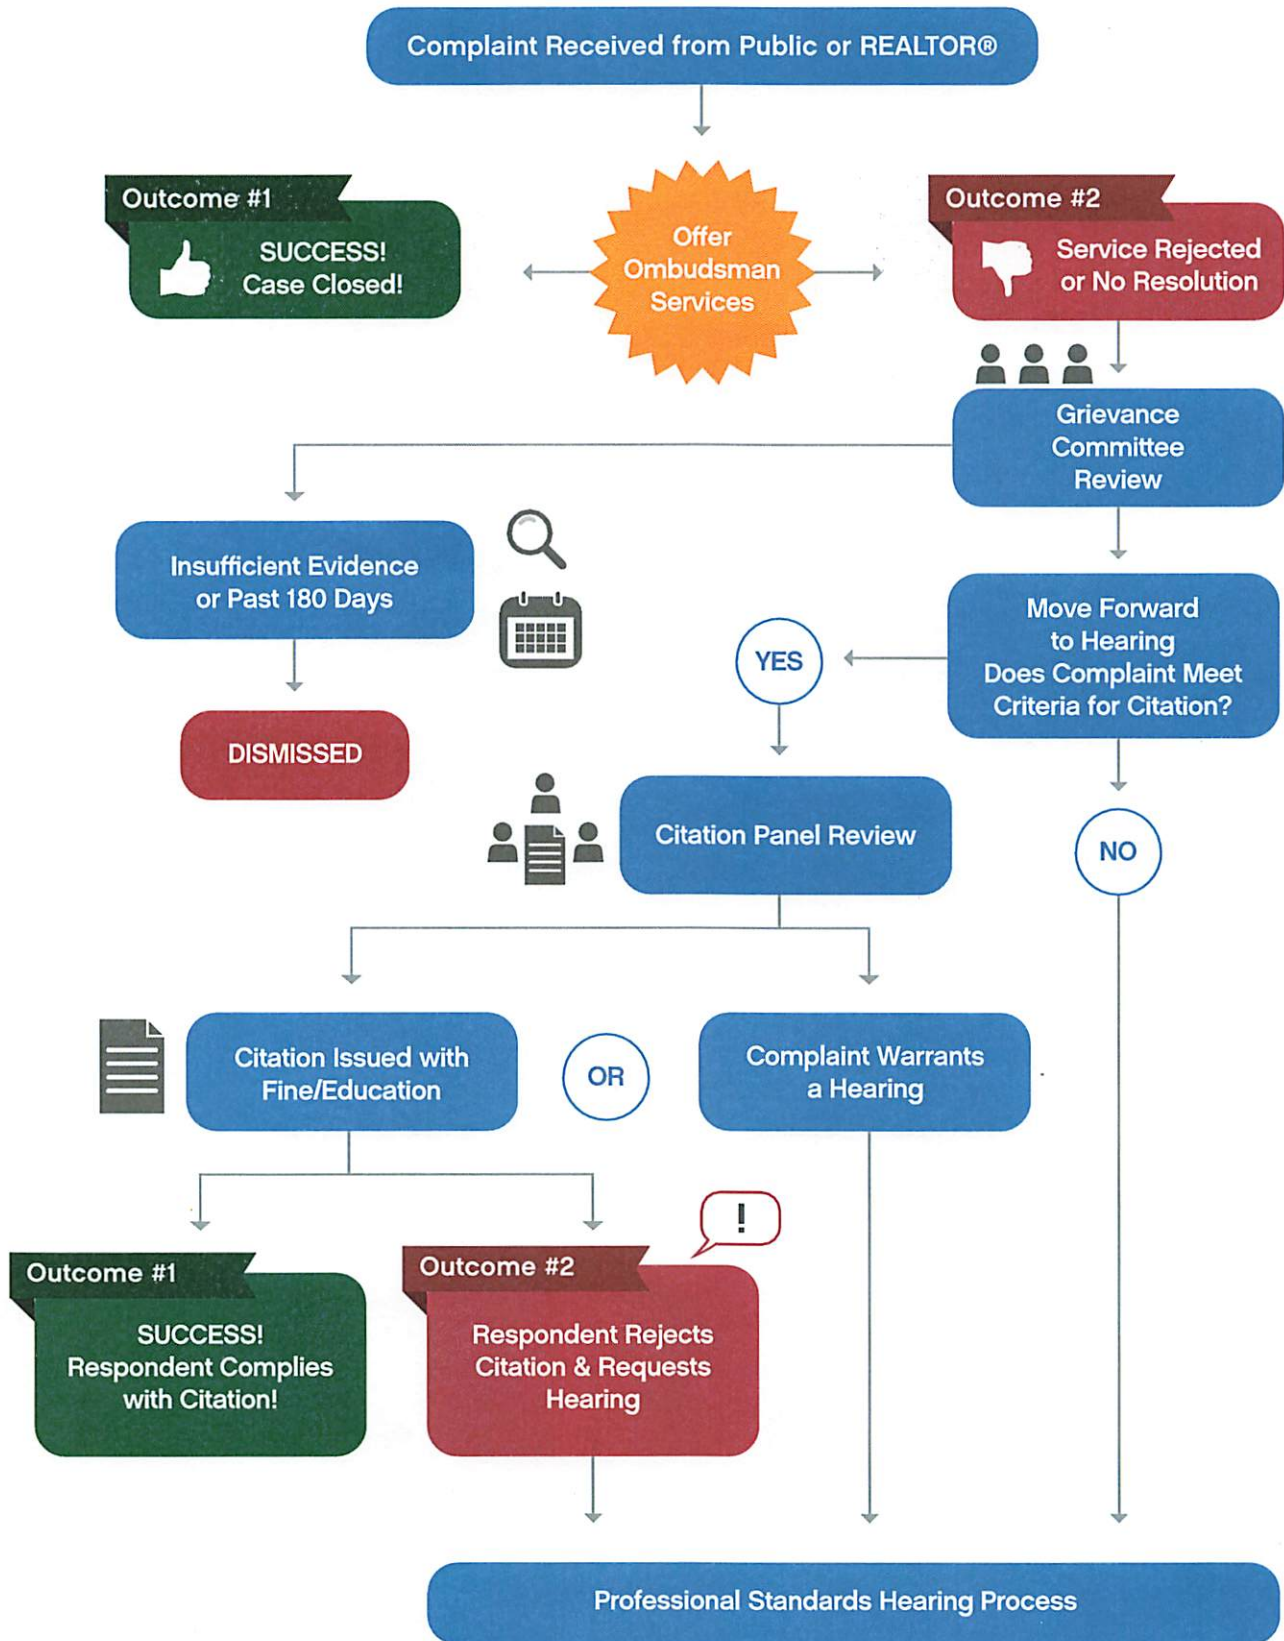 Complaint Received from Public or REALTOR®
Outcome #1
SUCCESS!
Case Closed!
Offer
Ombudsman
Services
Outcome #2
Service Rejected
or No Resolution
Grievance
Committee
Review
Insufficient Evidence
or Past 180 Days
DISMISSED
Move Forward
to Hearing
Does Complaint Meet
Criteria for Citation?
YES
NO
Citation Panel Review
Citation Issued with
Fine/Education
OR
Complaint Warrants
a Hearing
!
Outcome #1
SUCCESS!
Respondent Complies
with Citation!
Outcome #2
Respondent Rejects
Citation & Requests
Hearing
Professional Standards Hearing Process